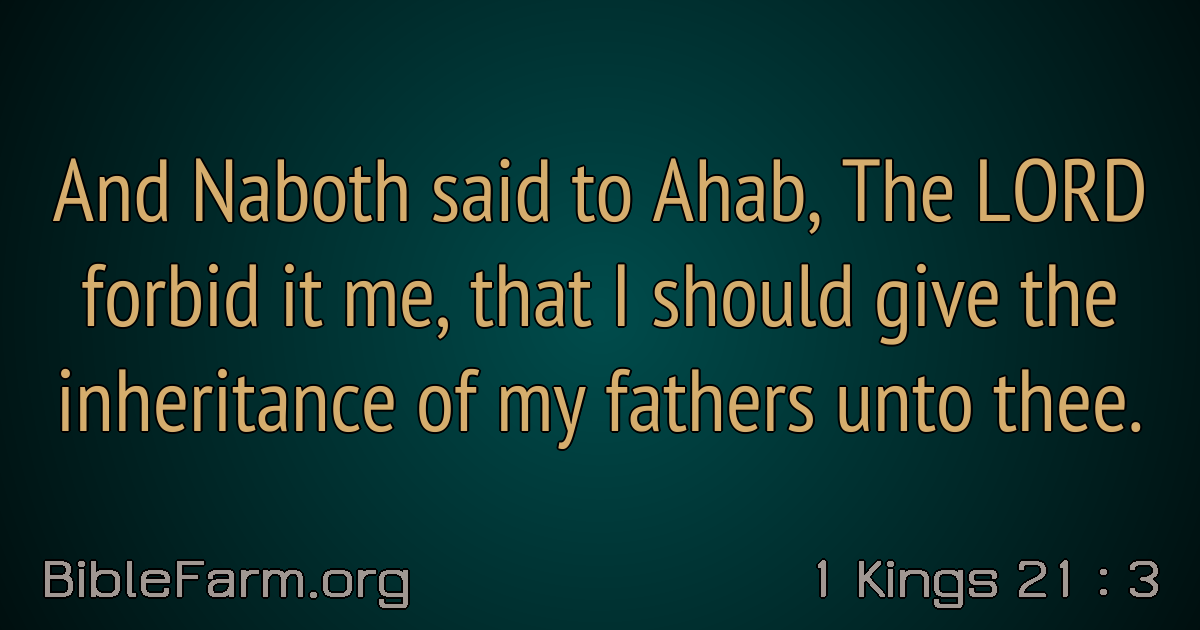 And Naboth said to Ahab, The LORD
forbid it me, that I should give the
inheritance of my fathers unto thee.
BibleFarm.org
1 Kings 21 : 3